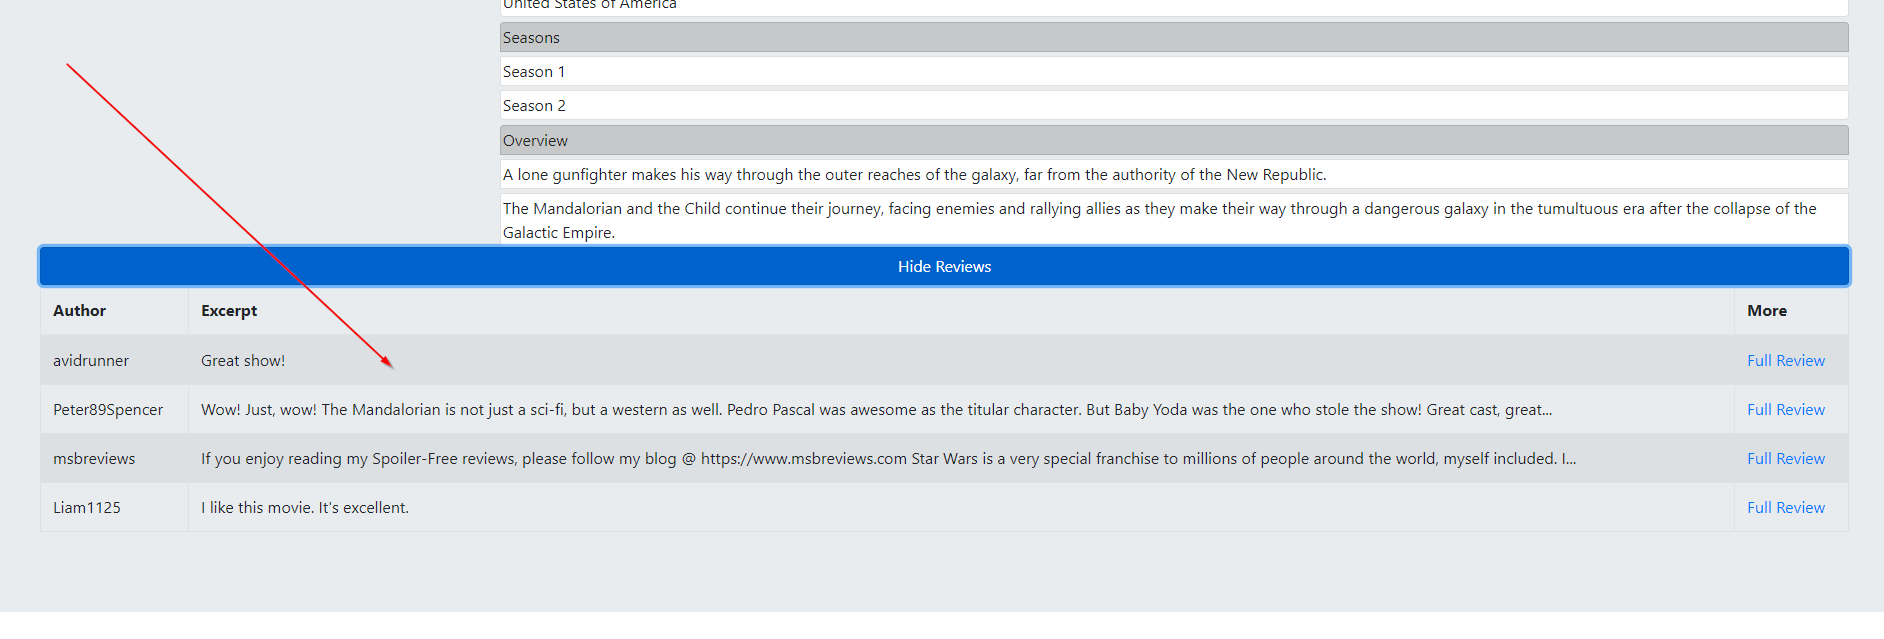 United States of America
Seasons
Season 1
Season 2
Overview
A lone gunfighter makes his way through the outer reaches of the galaxy, far from the authority of the New Republic.
The Mandalorian and the Child continue their journey, facing enemies and rallying allies as they make their way through a dangerous galaxy in the tumultuous era after the collapse of the
Galactic Empire.
Hide Reviews
Author Excerpt More
avidrunner Great show! Full Review
Peter89Spencer Wow! Just, wow! The Mandalorian is not just a sci-fi, but a western as well. Pedro Pascal was awesome as the titular character. But Baby Yoda was the one who stole the show! Great cast, great... Full Review
msbreviews If you enjoy reading my Spoiler-Free reviews, please follow my blog @ https://www.msbreviews.com Star Wars is a very special franchise to millions of people around the world, myself included. I... Full Review
Liam1125 I like this movie. It's excellent. Full Review